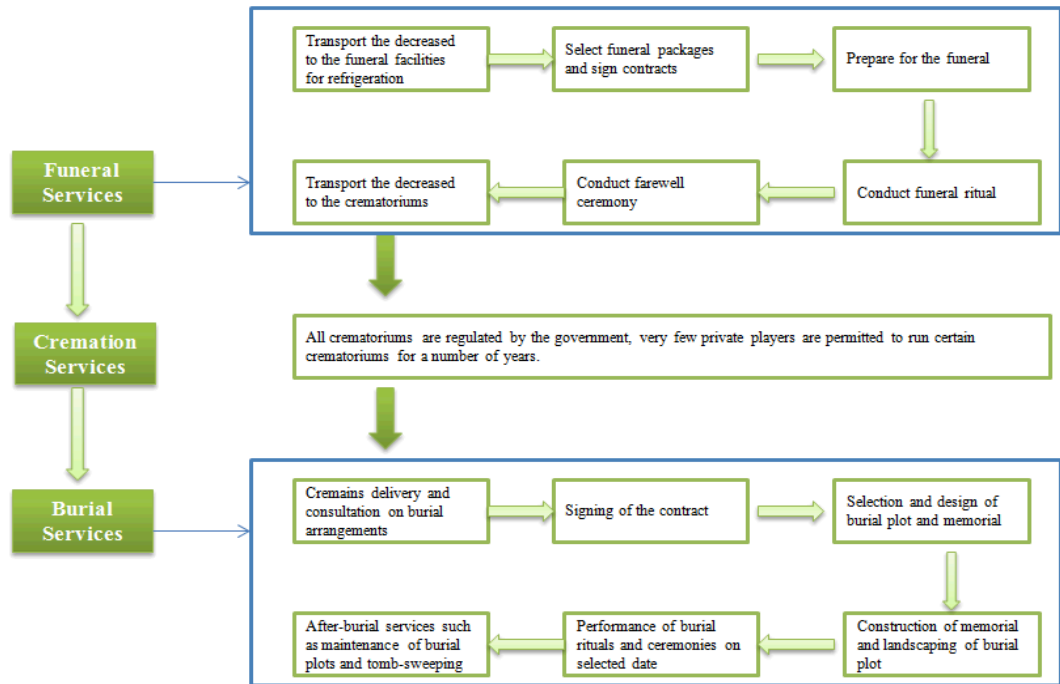 Transport the decreased
to the funeral facilities
for refrigeration
Select funeral packages
and sign contracts
Prepare for the funeral
Funeral
Services
Transport the decreased
to the crematoriums
Conduct farewell
ceremony
Conduct funeral ritual
Cremation
Services
All crematoriums are regulated by the government, very few private players are permitted to run certain
crematoriums for a number of years.
Burial
Services
Cremains delivery and
consultation on burial
arrangements
Signing of the contract
Selection and design of
burial plot and memorial
After-burial services such
as maintenance of burial
plots and tomb-sweeping
Performance of burial
rituals and ceremonies on
selected date
Construction of memorial
and landscaping of burial
plot